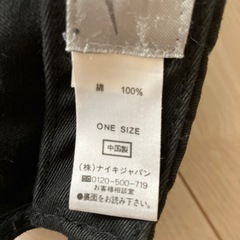 綿 100%
ONE SIZE
中国製
(株)ナイキジャパン
0120-500-719
お客様相談室
●裏面をお読み下さい。